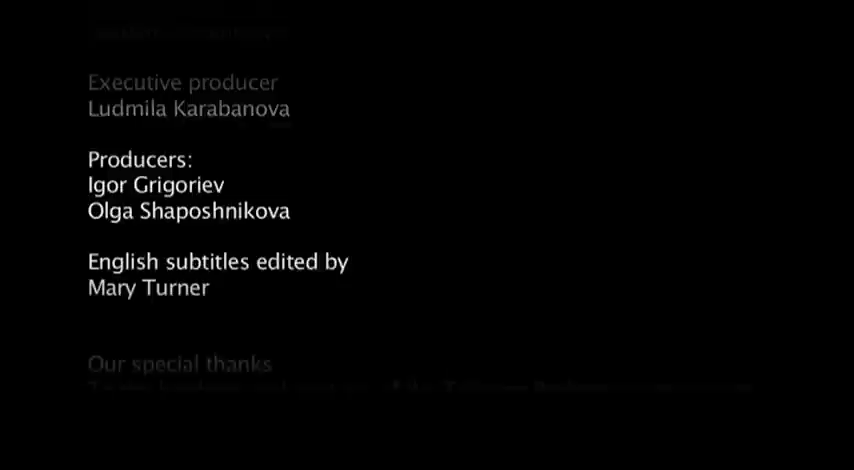 Executive producer
Ludmila Karabanova
Producers:
Igor Grigoriev
Olga Shaposhnikova
English subtitles edited by
Mary Turner
Our special thanks